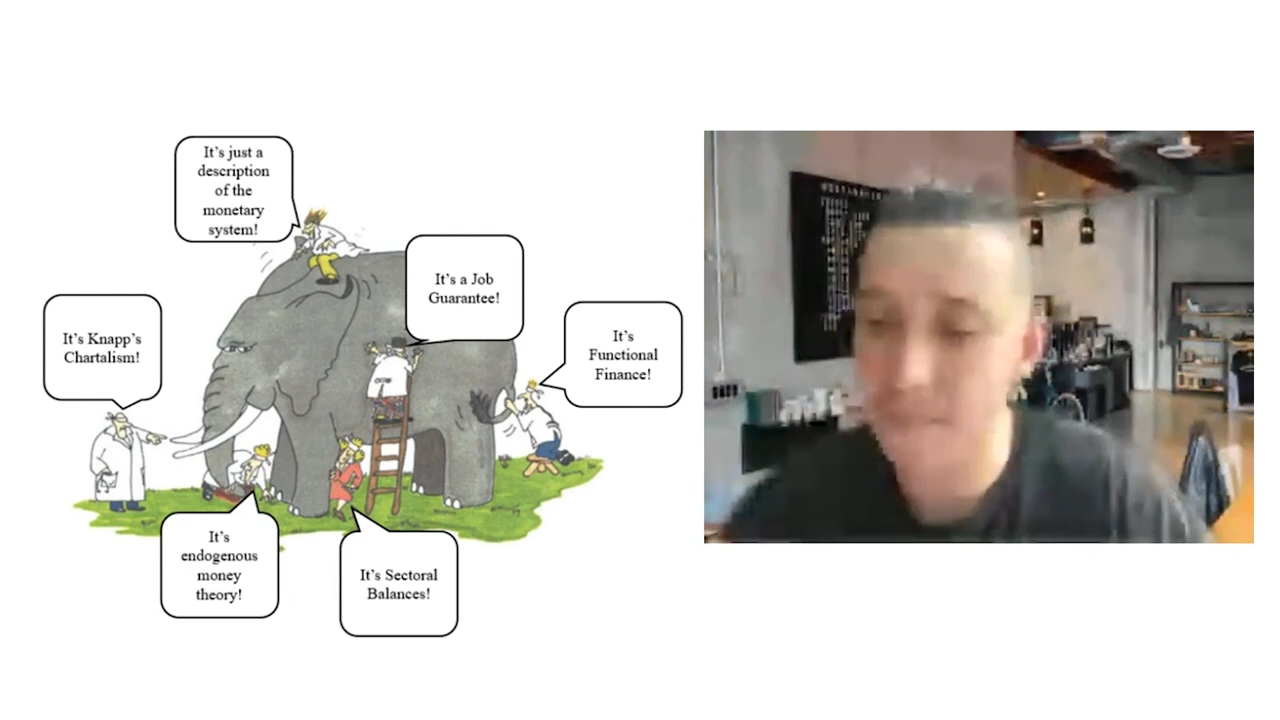 It's just a
description
of the
monetary
system!
It's a Job
Guarantee!
It's Knapp's
Chartalism!
It's
Functional
Finance!
It's
endogenous
money
theory!
It's Sectoral
Balances!